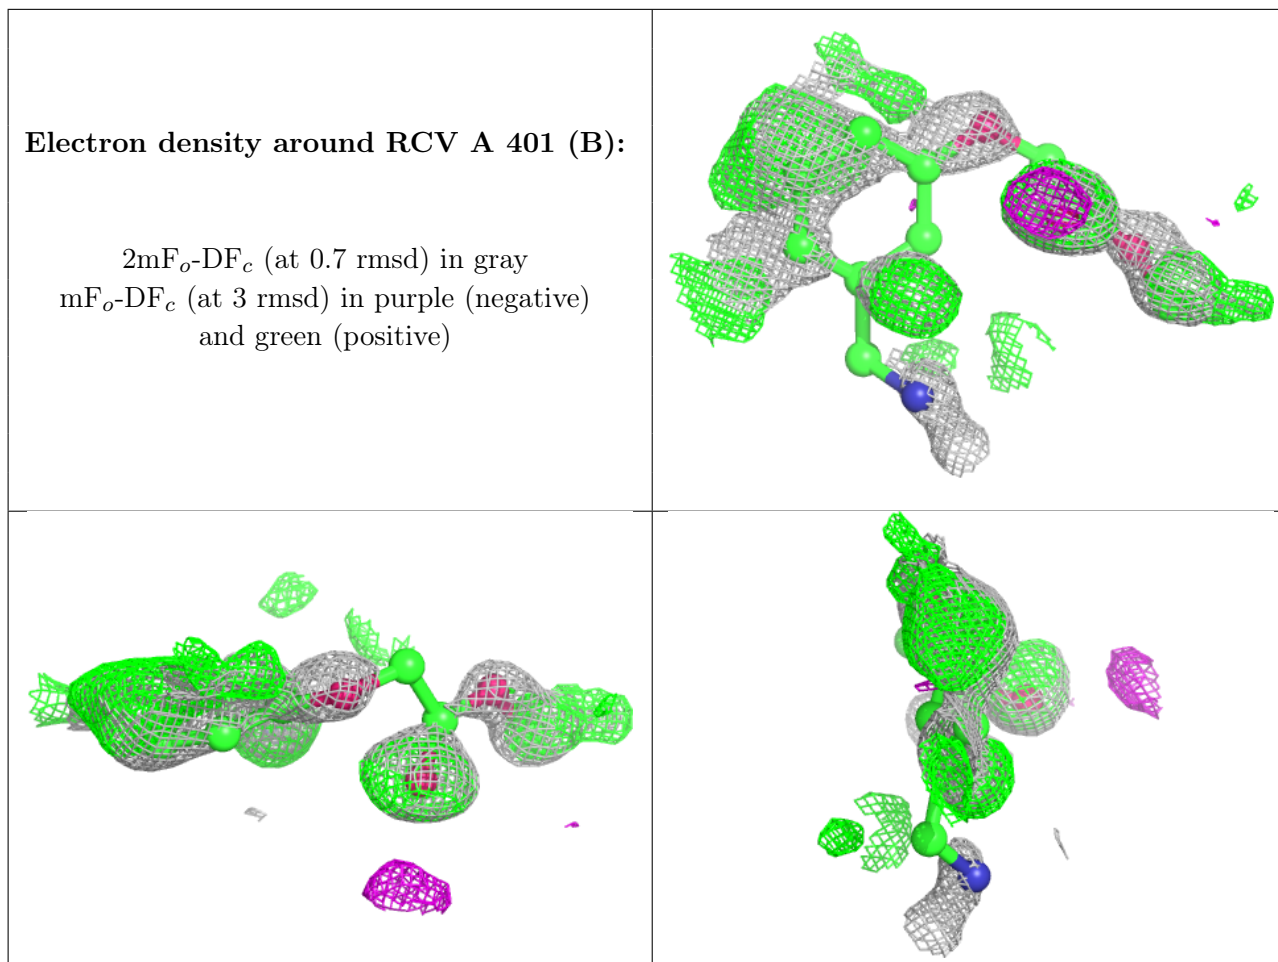 Electron density around RCV A 401 (B):
2mFo-DFc (at 0.7 rmsd) in gray
mFo-DFc (at 3 rmsd) in purple (negative)
and green (positive)